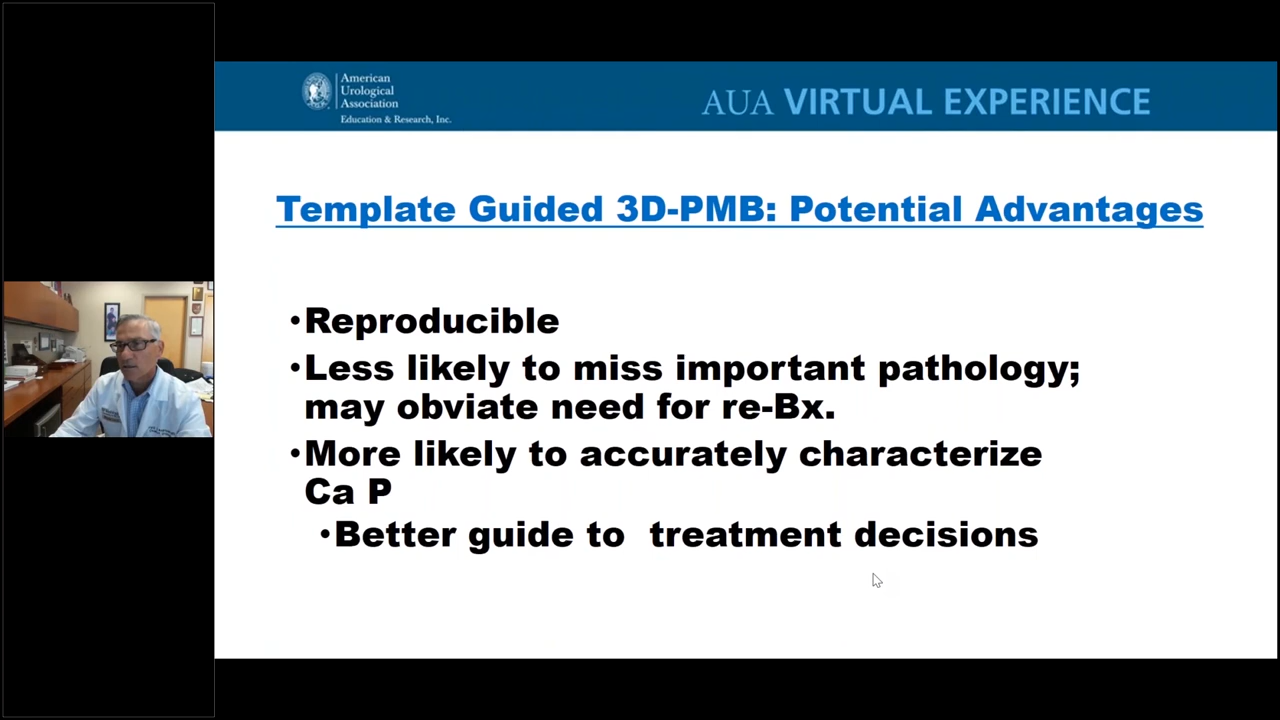 American
Urological
Association
Education & Research, Inc.
AUA VIRTUAL EXPERIENCE
Template Guided 3D-PMB: Potential Advantages
•Reproducible
•Less likely to miss important pathology;
may obviate need for re-Bx.
•More likely to accurately characterize
Ca P
•Better guide to  treatment decisions